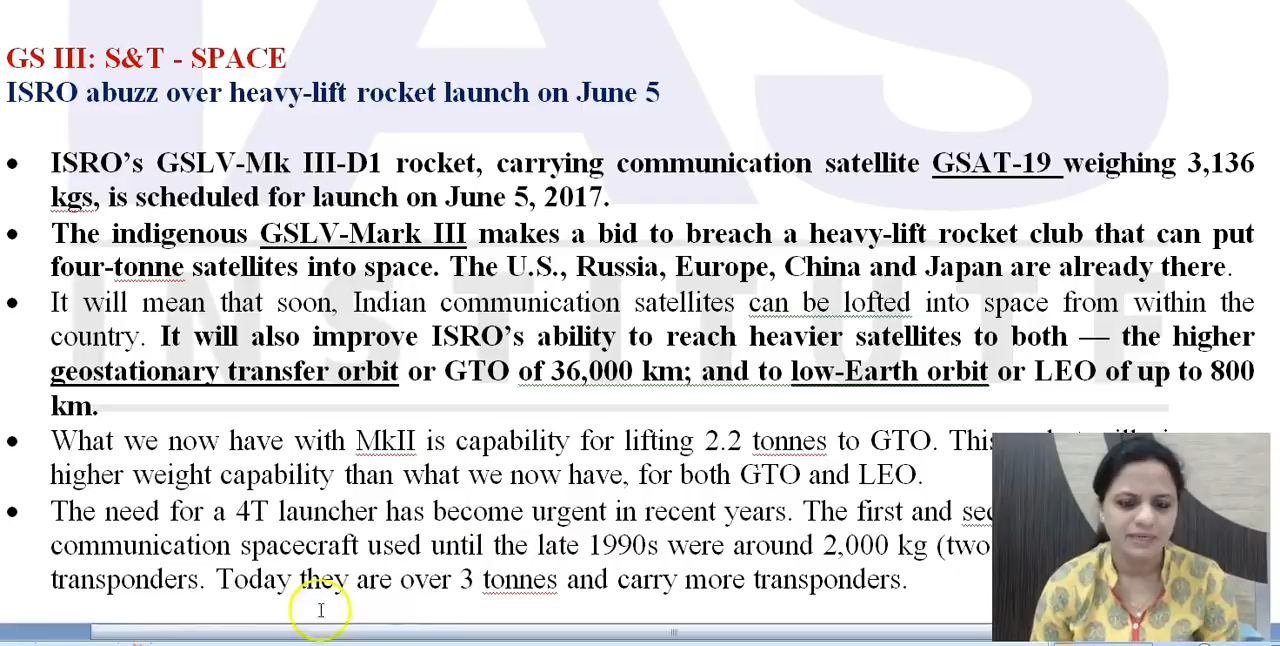 GS III: S&T - SPACE
ISRO abuzz over heavy-lift rocket launch on June 5
• ISRO's GSLV-Mk III-D1 rocket, carrying communication satellite GSAT-19 weighing 3,136
kgs, is scheduled for launch on June 5, 2017.
• The indigenous GSLV-Mark III makes a bid to breach a heavy-lift rocket club that can put
four-tonne satellites into space. The U.S., Russia, Europe, China and Japan are already there.
• It will mean that soon, Indian communication satellites can be lofted into space from within the
country. It will also improve ISRO's ability to reach heavier satellites to both — the higher
geostationary transfer orbit or GTO of 36,000 km; and to low-Earth orbit or LEO of up to 800
km.
• What we now have with MkII is capability for lifting 2.2 tonnes to GTO.
higher weight capability than what we now have, for both GTO and LEO.
• The need for a 4T launcher has become urgent in recent years. The first and
communication spacecraft used until the late 1990s were around 2,000 kg (two
transponders. Today they are over 3 tonnes and carry more transponders.